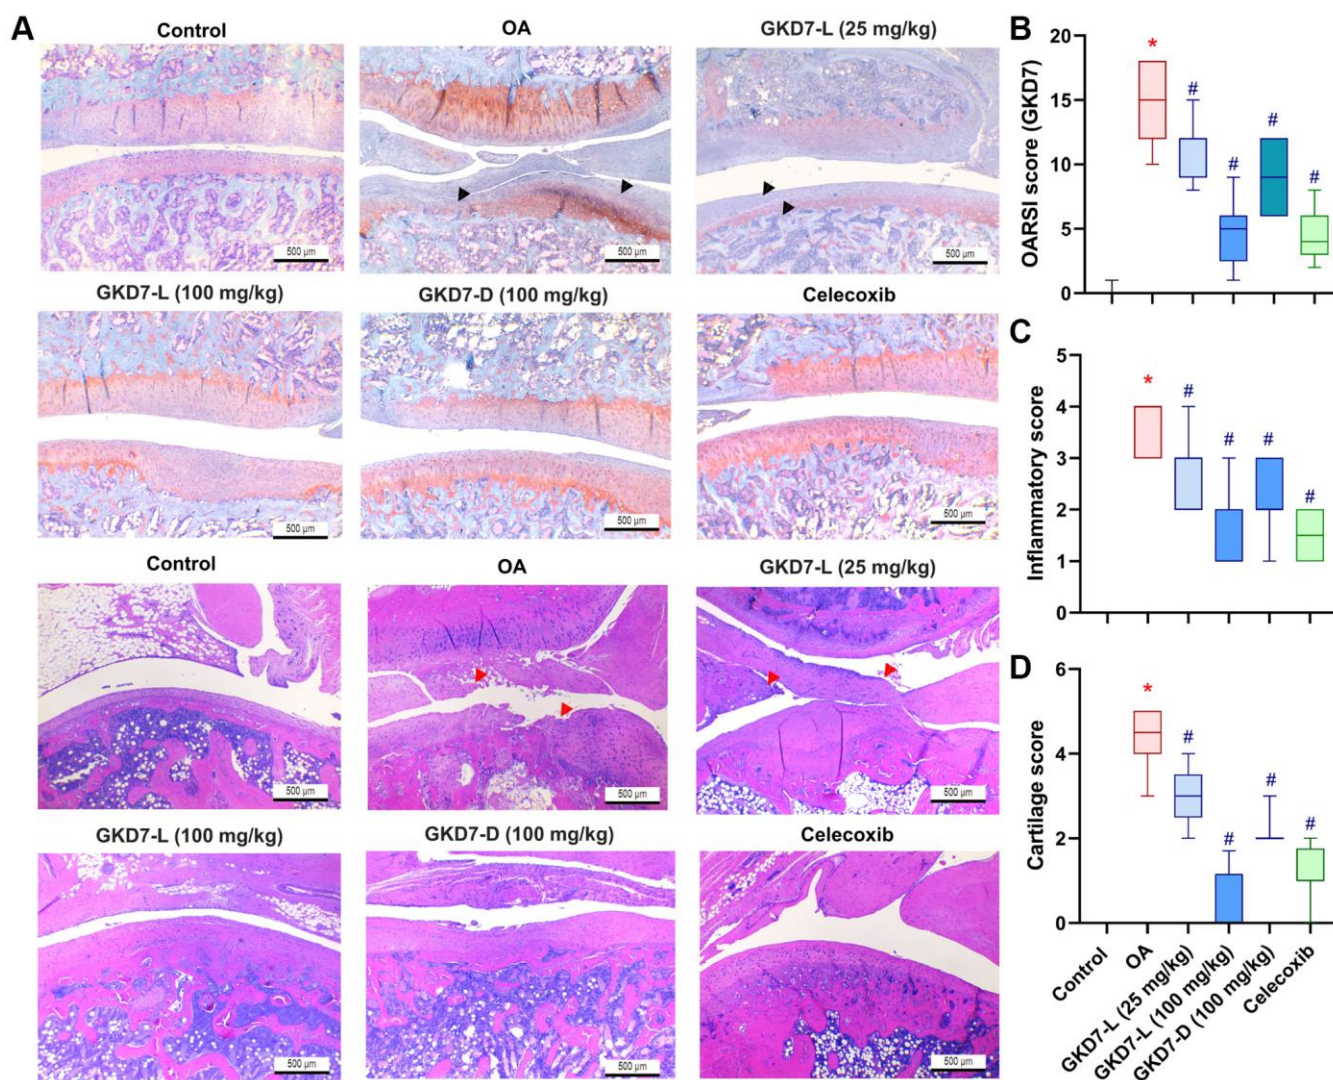 A
Control
OA
GKD7-L (25 mg/kg)
500 µm
500 µm
500 µm
GKD7-L (100 mg/kg)
GKD7-D (100 mg/kg)
Celecoxib
500 µm
500 µm
500 µm
Control
OA
GKD7-L (25 mg/kg)
500 µm
500 µm
500 µm
GKD7-L (100 mg/kg)
GKD7-D (100 mg/kg)
Celecoxib
500 µm
500 µm
500 µm
B
OARSI score (GKD7)
20
15
10
5
0
*
#
#
#
#
C
Inflammatory score
5
4
3
2
1
0
*
#
#
#
#
D
Cartilage score
6
4
2
0
*
#
#
#
#
Control
OA
GKD7-L (25 mg/kg)
GKD7-L (100 mg/kg)
GKD7-D (100 mg/kg)
Celecoxib